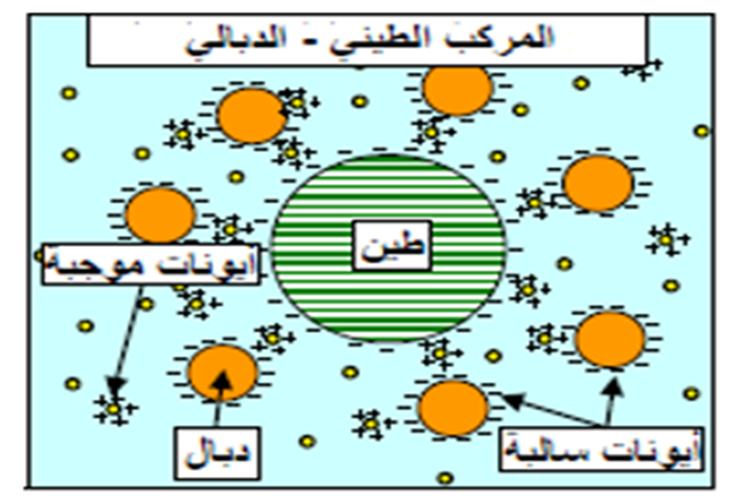 المركب الطيني - الدبالي
طين
أيونات موجبة
دبال
أيونات سالبة